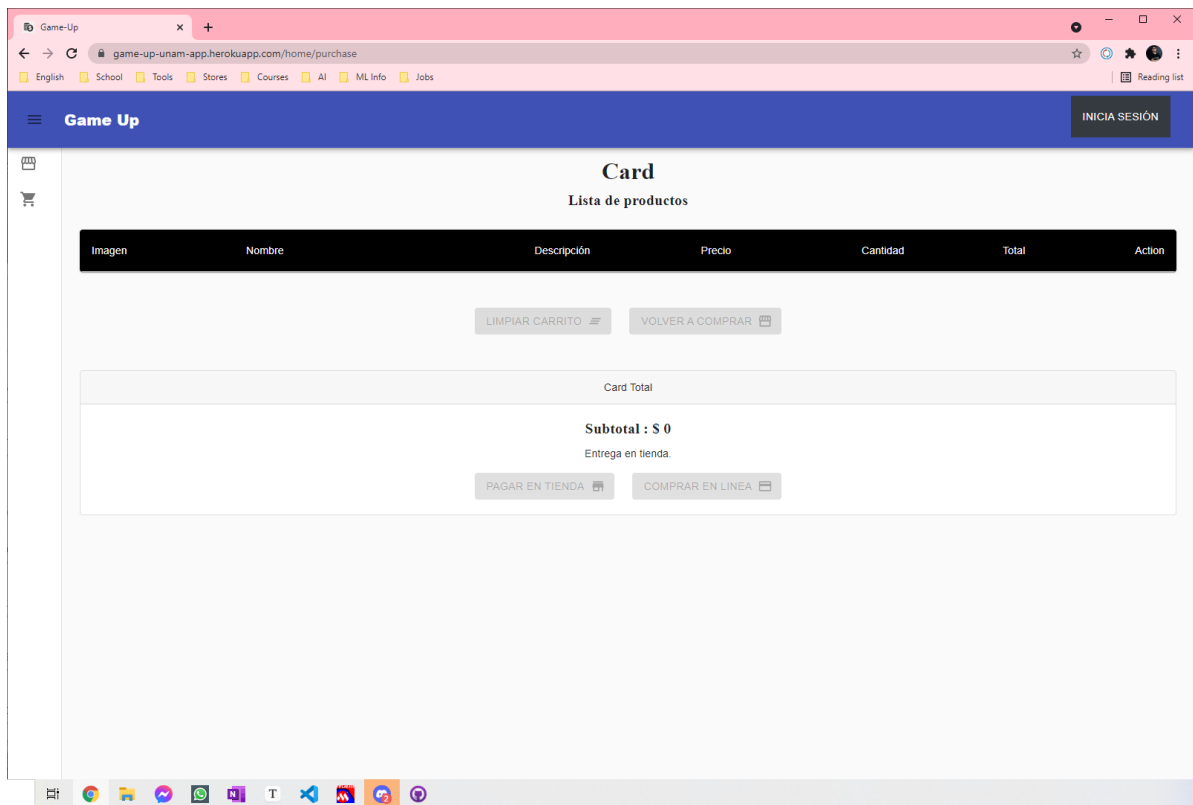 Game-Up
game-up-unam-app.herokuapp.com/home/purchase
English School Tools Stores Courses AI ML Info Jobs Reading list
Game Up INICIA SESIÓN
Card
Lista de productos
Imagen Nombre Descripción Precio Cantidad Total Action
LIMPIAR CARRITO VOLVER A COMPRAR
Card Total
Subtotal : $ 0
Entrega en tienda.
PAGAR EN TIENDA COMPRAR EN LINEA
N T 2